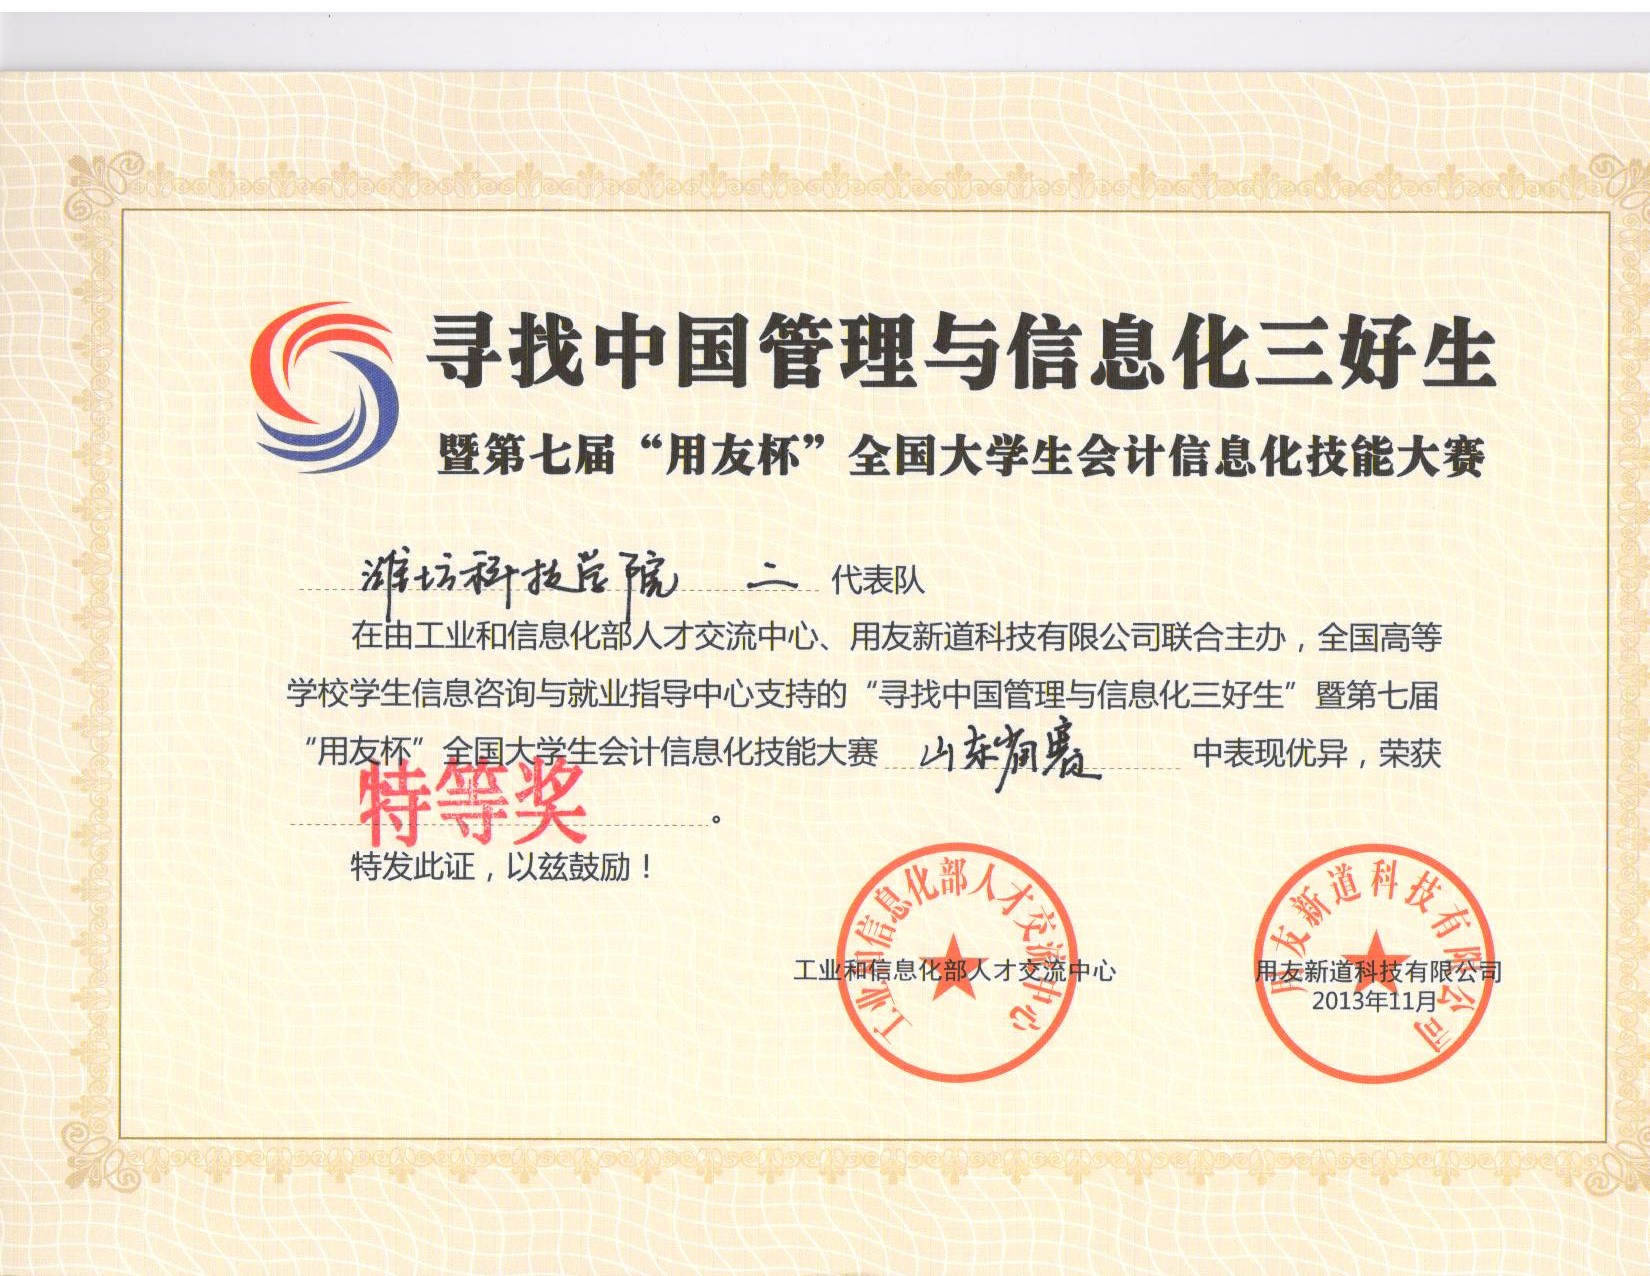 寻找中国管理与信息化三好生
暨第七届“用友杯”全国大学生会计信息化技能大赛
潍坊科技学院 二 代表队
在由工业和信息化部人才交流中心、用友新道科技有限公司联合主办，全国高等
学校学生信息咨询与就业指导中心支持的“寻找中国管理与信息化三好生”暨第七届
“用友杯”全国大学生会计信息化技能大赛 山东省赛 中表现优异，荣获
特等奖。
特发此证，以兹鼓励！
工业和信息化部人才交流中心
工业和信息化部人才交流中心
用友新道科技有限公司
用友新道科技有限公司
2013年11月